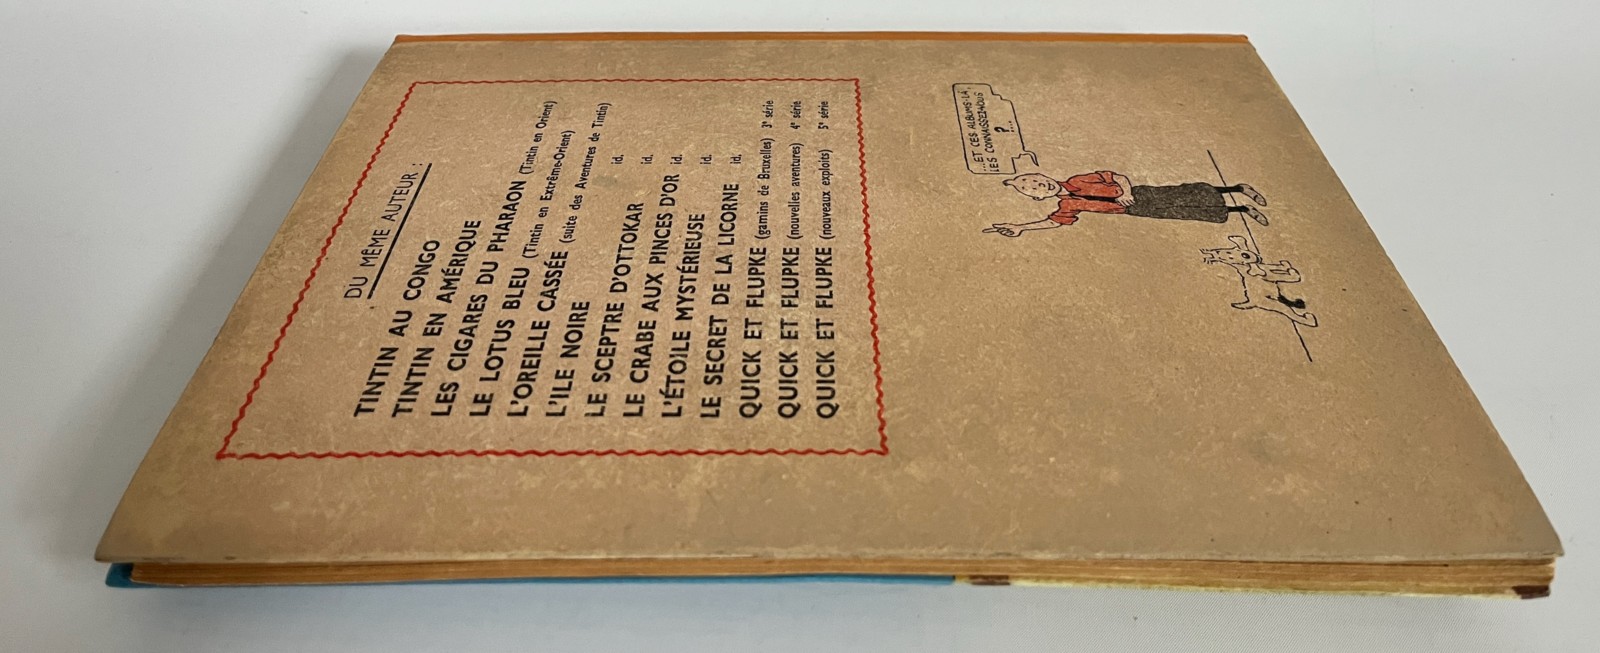 DU MÊME AUTEUR :
TINTIN AU CONGO
TINTIN EN AMÉRIQUE
LES CIGARES DU PHARAON (Tintin en Orient)
LE LOTUS BLEU (Tintin en Extrême-Orient)
L'OREILLE CASSÉE (suite des Aventures de Tintin)
L'ILE NOIRE id.
LE SCEPTRE D'OTTOKAR id.
LE CRABE AUX PINCES D'OR id.
L'ÉTOILE MYSTÉRIEUSE id.
LE SECRET DE LA LICORNE id.
QUICK ET FLUPKE (gamins de Bruxelles) 3e série
QUICK ET FLUPKE (nouvelles aventures) 4e série
QUICK ET FLUPKE (nouveaux exploits) 5e série
...ET CES ALBUMS-LÀ,
LES CONNAISSEZ-VOUS
?...